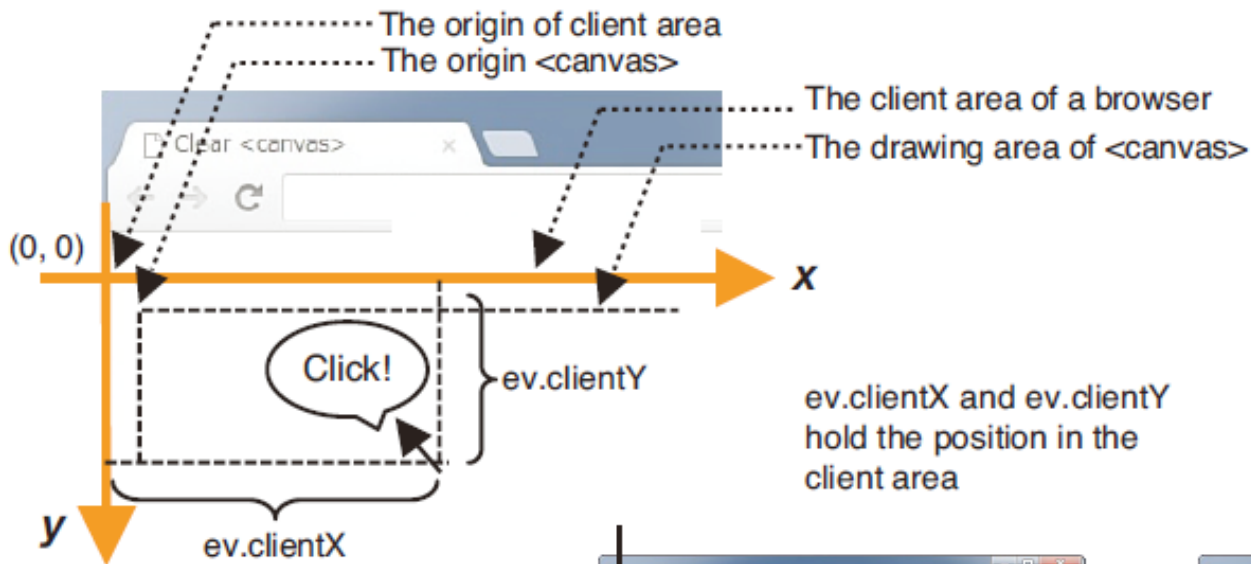 The origin of client area
The origin <canvas>
The client area of a browser
The drawing area of <canvas>
Clear <canvas>
(0, 0)
x
Click!
ev.clientY
ev.clientX and ev.clientY
hold the position in the
client area
y
ev.clientX